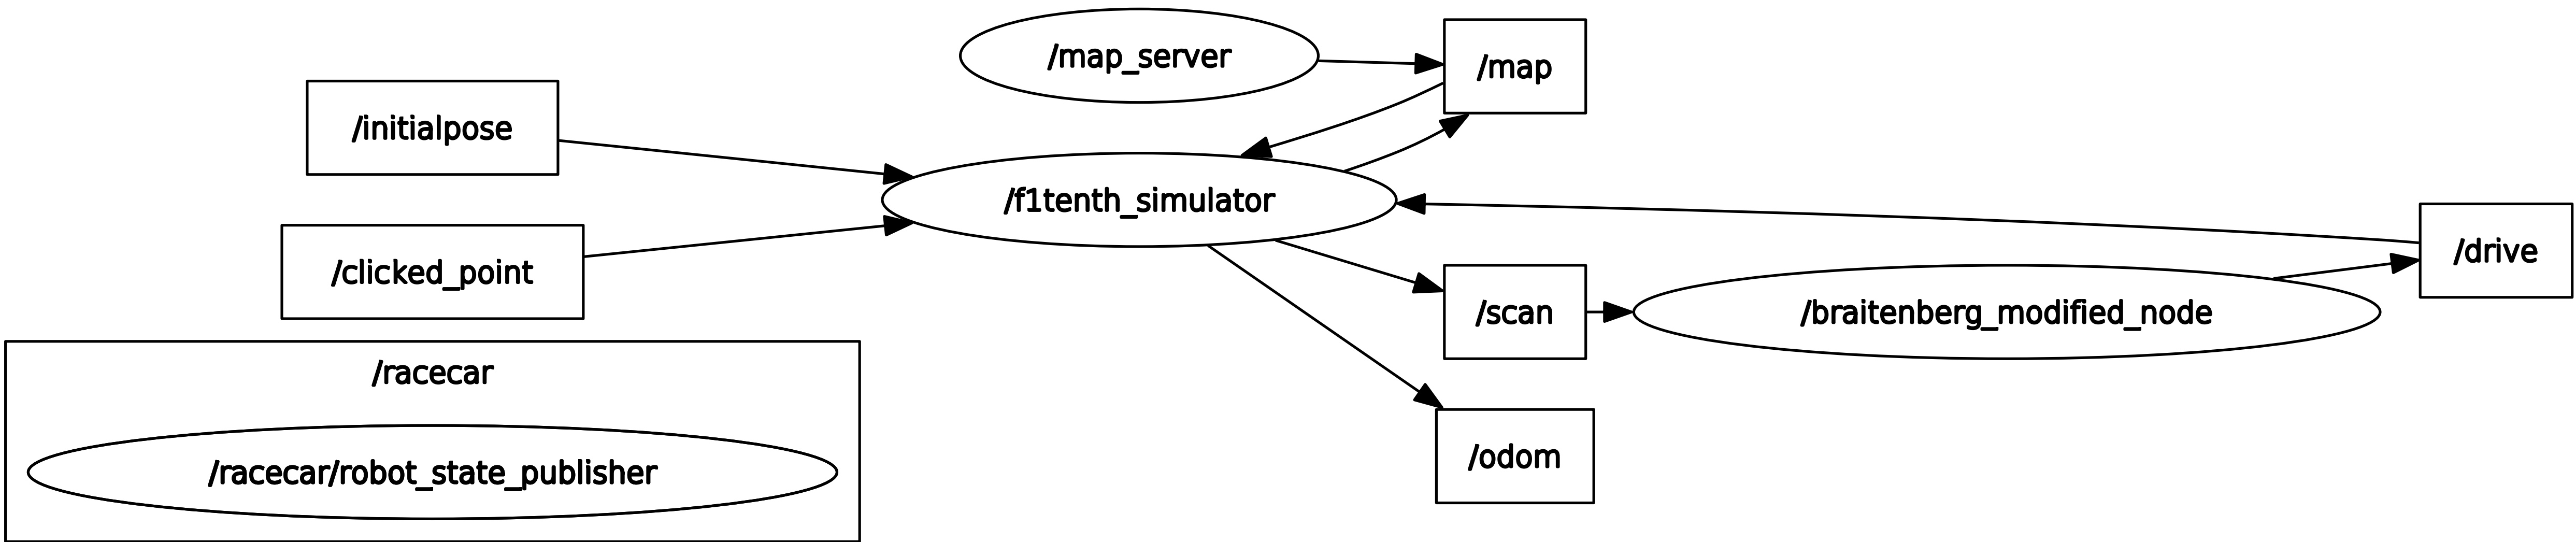 /map_server
/map
/initialpose
/f1tenth_simulator
/clicked_point
/drive
/scan
/braitenberg_modified_node
/racecar
/odom
/racecar/robot_state_publisher